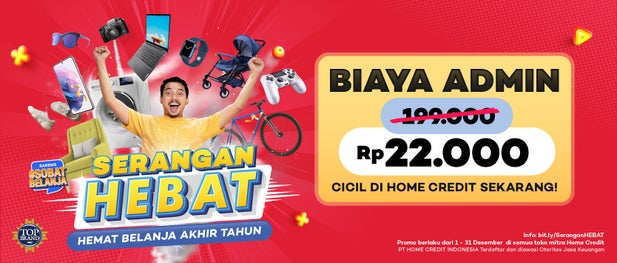 BARENG
#SOBAT
BELANJA
SERANGAN
HEBAT
HEMAT BELANJA AKHIR TAHUN
TOP
BRAND
BIAYA ADMIN
199.000
Rp22.000
CICIL DI HOME CREDIT SEKARANG!
Info: bit.ly/SeranganHEBAT
Promo berlaku dari 1 - 31 Desember di semua toko mitra Home Credit
PT HOME CREDIT INDONESIA Terdaftar dan diawasi Otoritas Jasa Keuangan